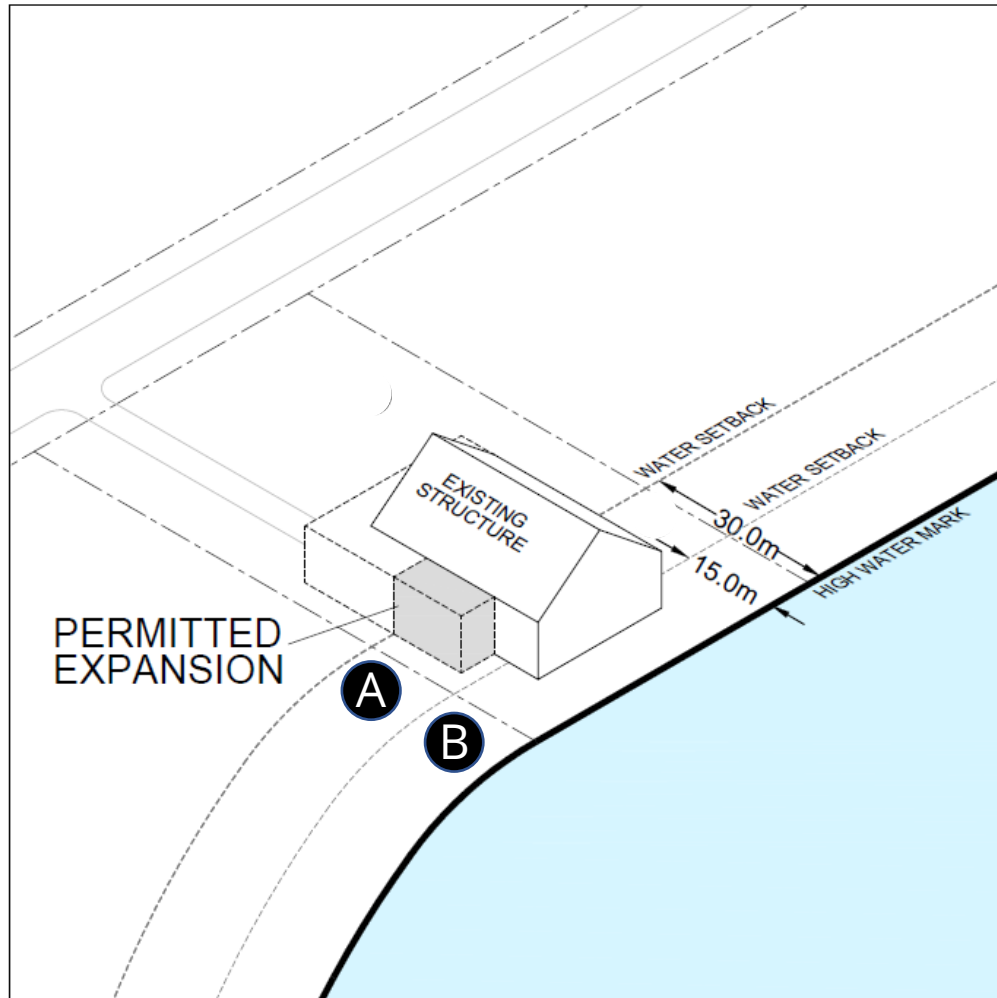 WATER SETBACK
WATER SETBACK
EXISTING
STRUCTURE
30.0m
15.0m
HIGH WATER MARK
PERMITTED
EXPANSION
A
B